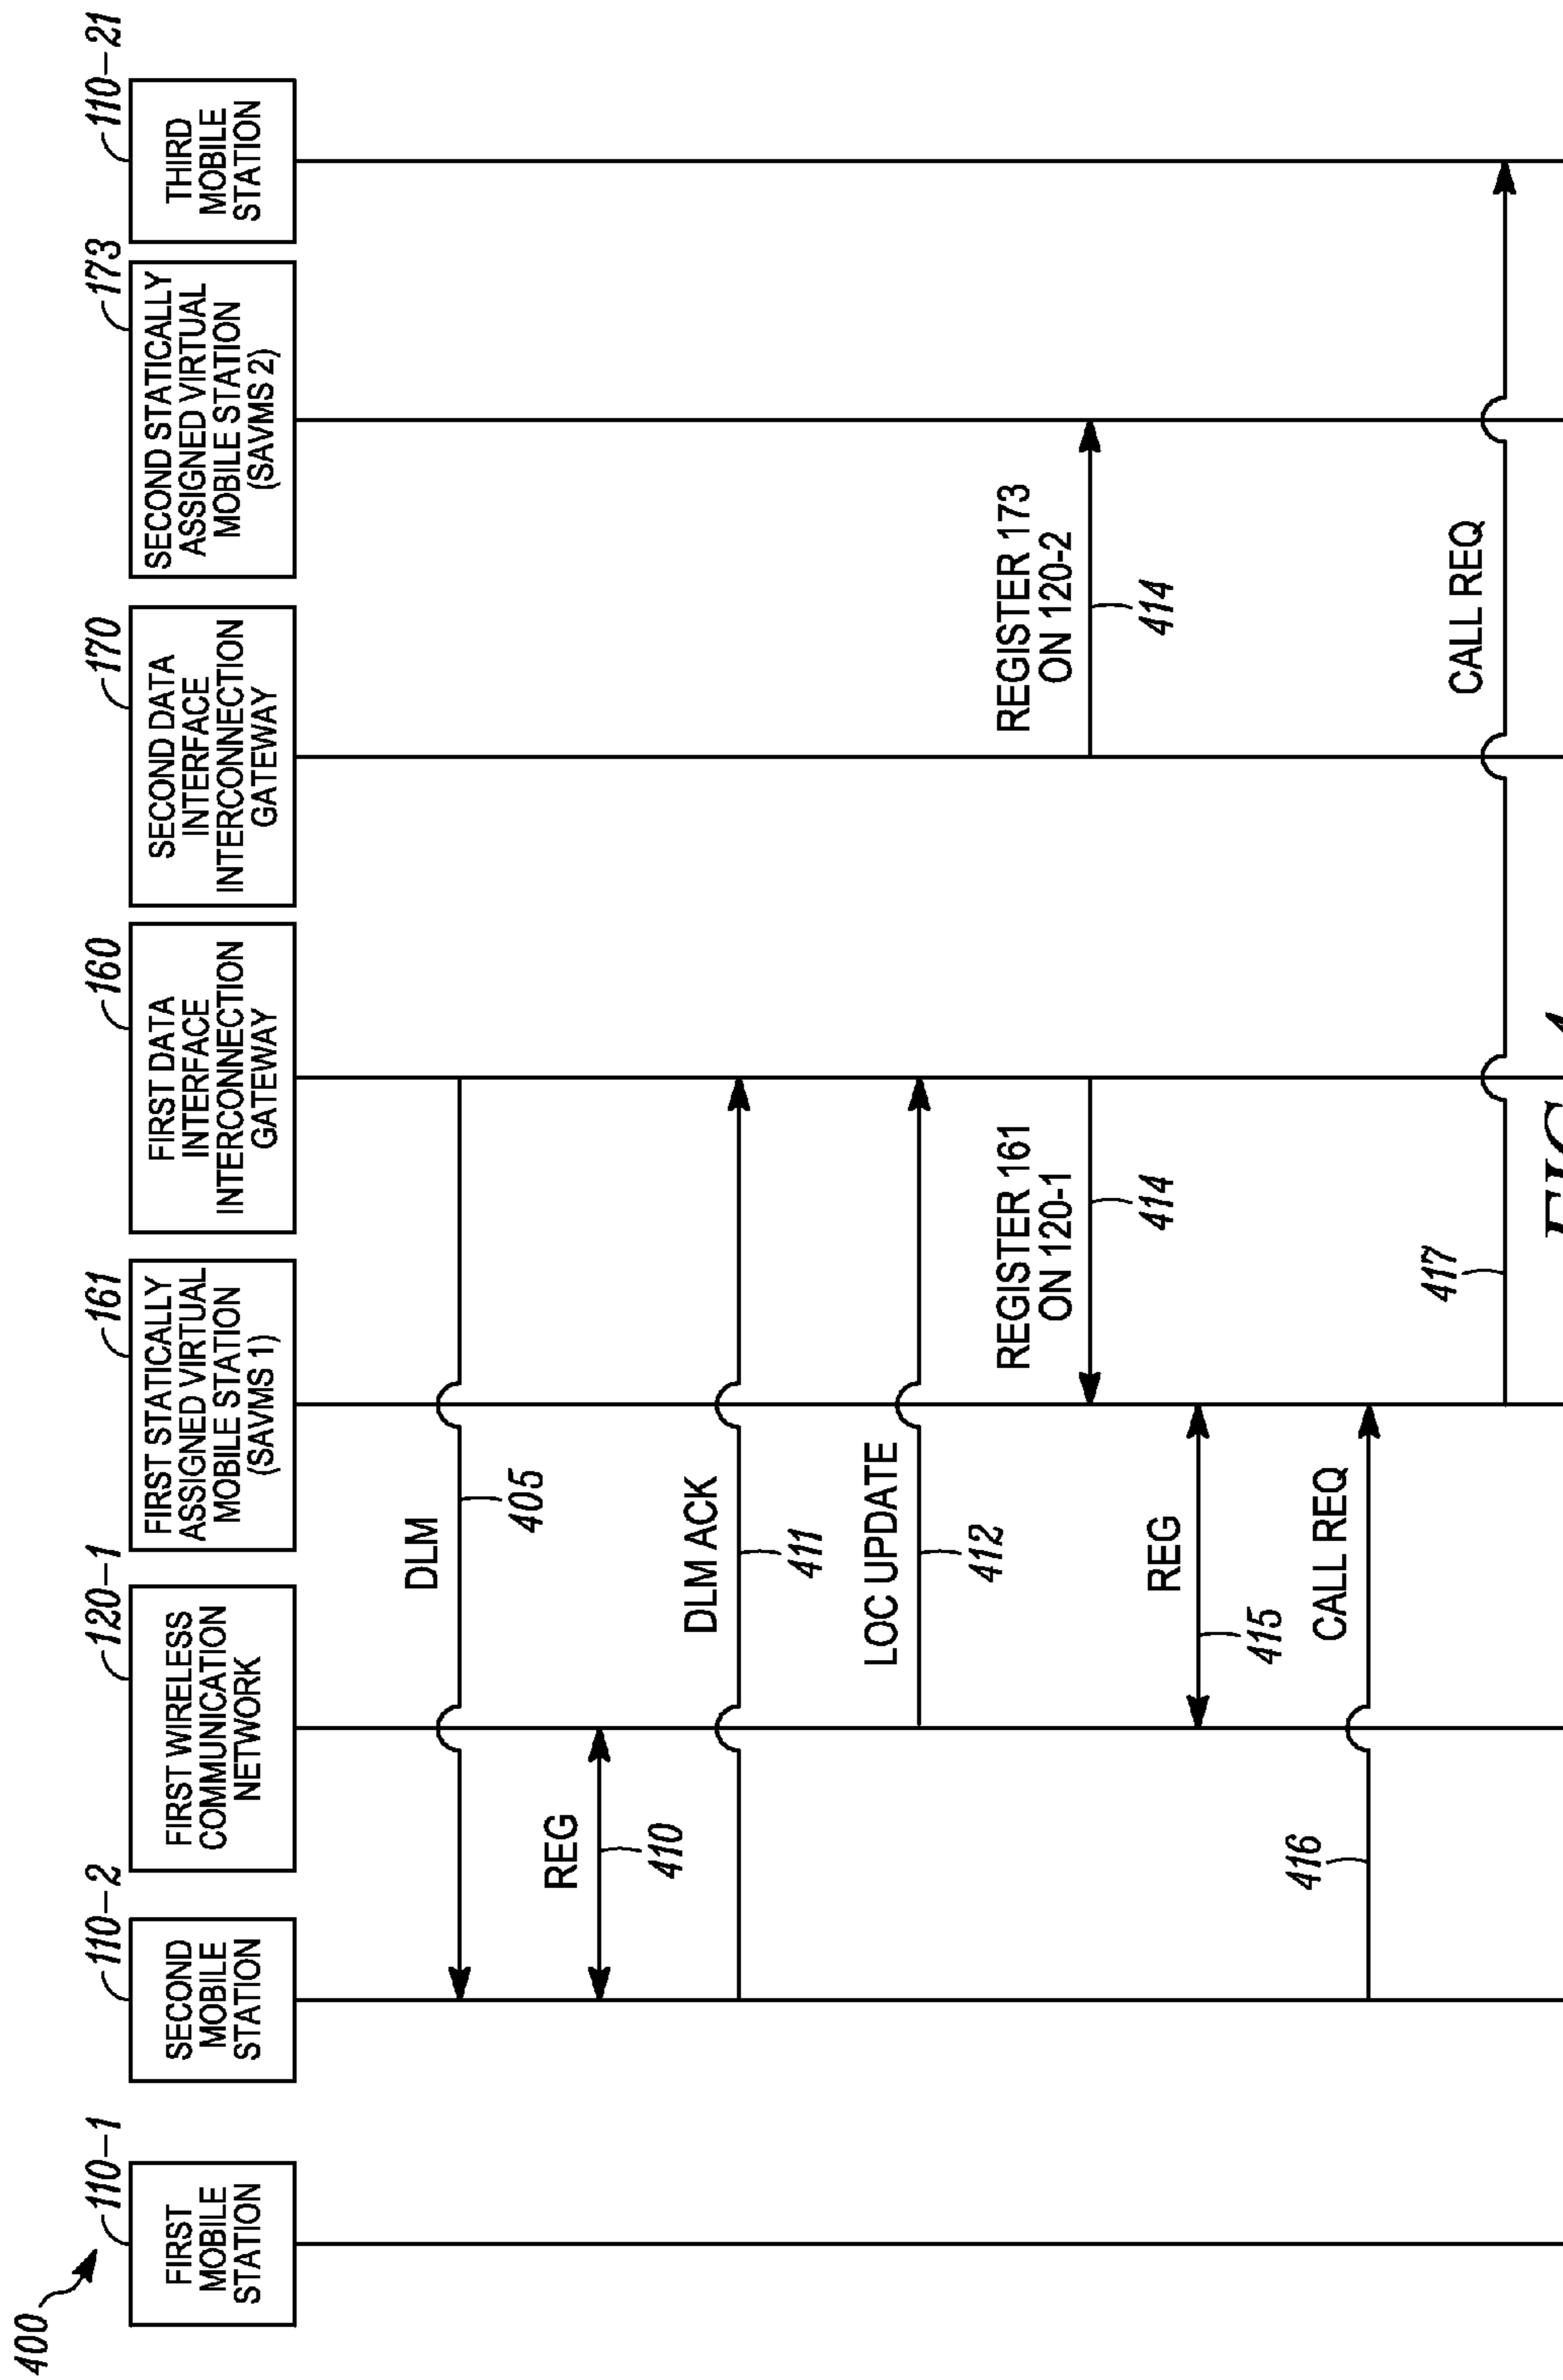 400
110-1
110-2
120-1
161
160
170
173
110-21
FIRST
MOBILE
STATION
SECOND
MOBILE
STATION
FIRST WIRELESS
COMMUNICATION
NETWORK
FIRST STATICALLY
ASSIGNED VIRTUAL
MOBILE STATION
(SAVMS 1)
FIRST DATA
INTERFACE
INTERCONNECTION
GATEWAY
SECOND DATA
INTERFACE
INTERCONNECTION
GATEWAY
SECOND STATICALLY
ASSIGNED VIRTUAL
MOBILE STATION
(SAVMS 2)
THIRD
MOBILE
STATION
DLM
405
REG
410
DLM ACK
411
LOC UPDATE
412
REGISTER 161
ON 120-1
414
REGISTER 173
ON 120-2
414
REG
415
CALL REQ
416
CALL REQ
417